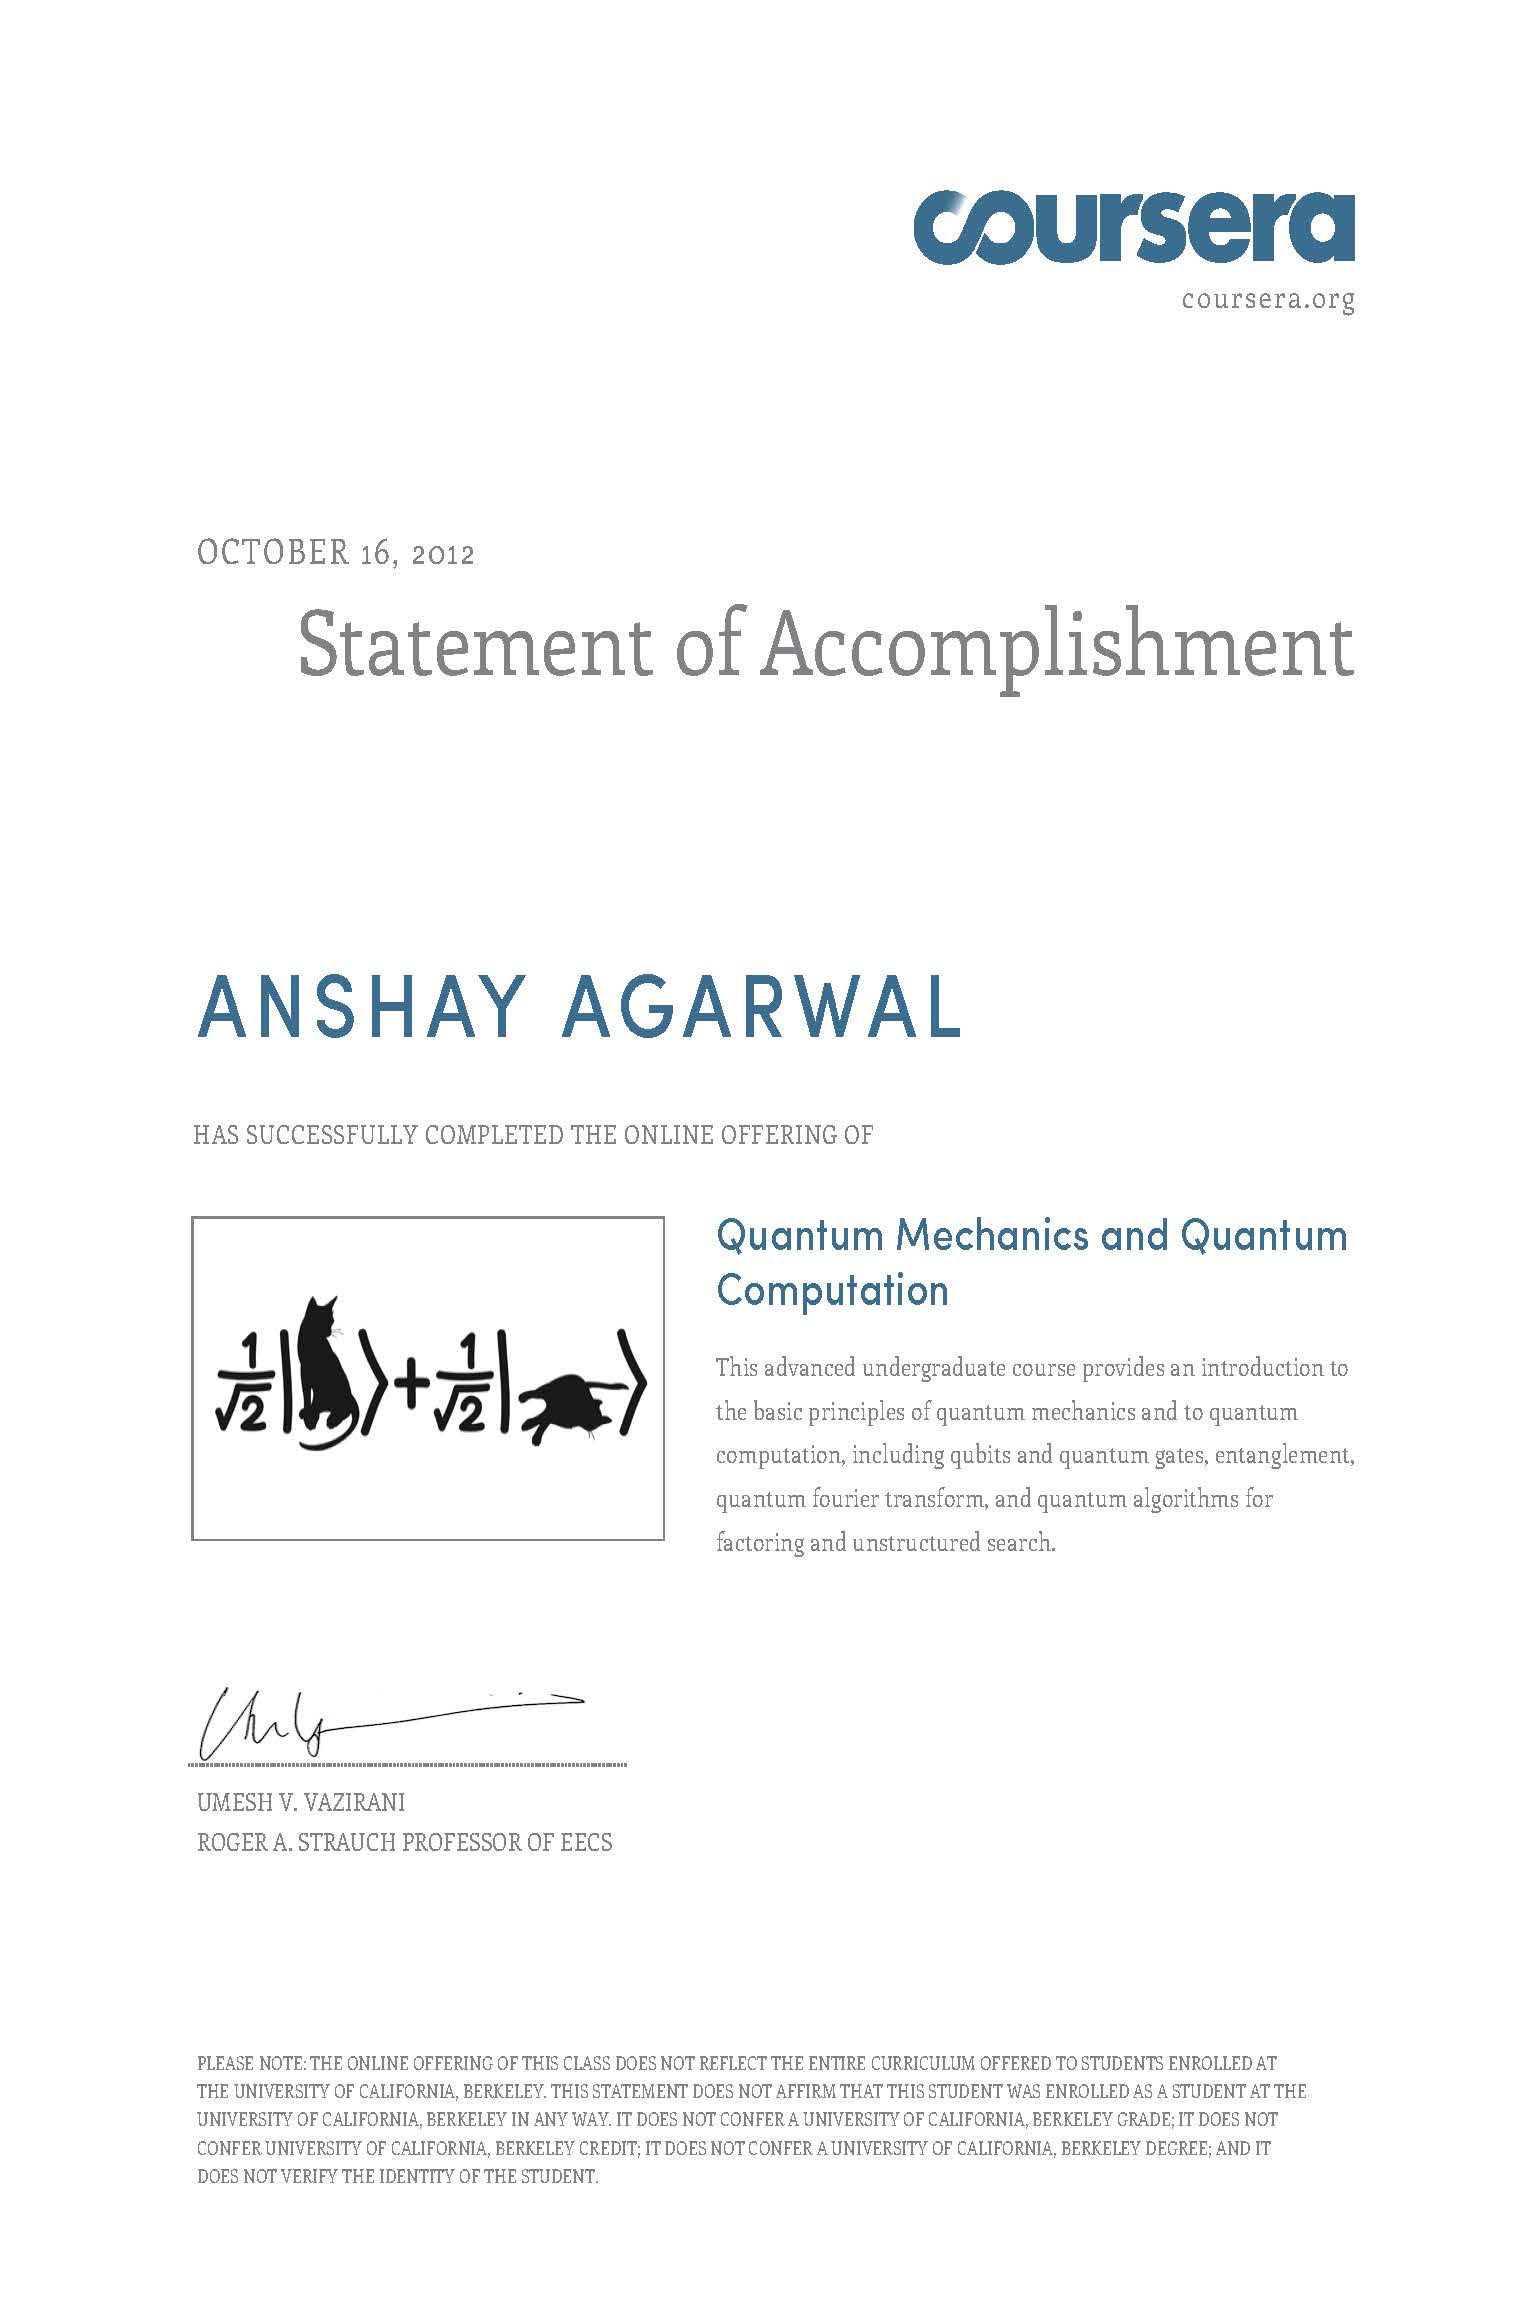 coursera
coursera.org
OCTOBER 16, 2012
Statement of Accomplishment
ANSHAY AGARWAL
HAS SUCCESSFULLY COMPLETED THE ONLINE OFFERING OF
1/√2|⟩+1/√2|⟩
Quantum Mechanics and Quantum
Computation
This advanced undergraduate course provides an introduction to
the basic principles of quantum mechanics and to quantum
computation, including qubits and quantum gates, entanglement,
quantum fourier transform, and quantum algorithms for
factoring and unstructured search.
UMESH V. VAZIRANI
ROGER A. STRAUCH PROFESSOR OF EECS
PLEASE NOTE: THE ONLINE OFFERING OF THIS CLASS DOES NOT REFLECT THE ENTIRE CURRICULUM OFFERED TO STUDENTS ENROLLED AT
THE UNIVERSITY OF CALIFORNIA, BERKELEY. THIS STATEMENT DOES NOT AFFIRM THAT THIS STUDENT WAS ENROLLED AS A STUDENT AT THE
UNIVERSITY OF CALIFORNIA, BERKELEY IN ANY WAY. IT DOES NOT CONFER A UNIVERSITY OF CALIFORNIA, BERKELEY GRADE; IT DOES NOT
CONFER UNIVERSITY OF CALIFORNIA, BERKELEY CREDIT; IT DOES NOT CONFER A UNIVERSITY OF CALIFORNIA, BERKELEY DEGREE; AND IT
DOES NOT VERIFY THE IDENTITY OF THE STUDENT.